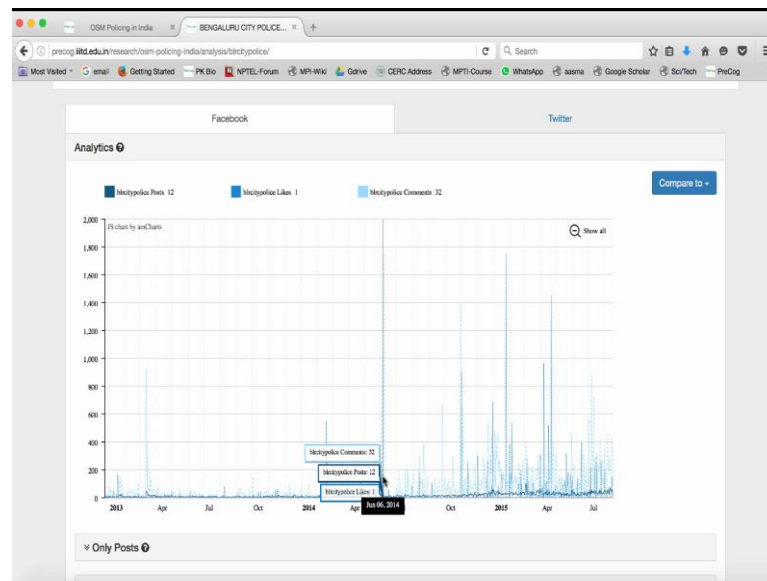 OSM Policing in India × BENGALURU CITY POLICE... × +
precog.iiitd.edu.in/research/osm-policing-india/analysis/blrcitypolice/ Search
Most Visited Gemail Getting Started PK Bio NPTEL-Forum MPI-Wiki Gdrive CERC Address MPTI-Course WhatsApp aasma Google Scholar Sci/Tech PreCog
Facebook Twitter
Analytics
blrcitypolice Posts 12 blrcitypolice Likes 1 blrcitypolice Comments 32
Compare to
2,000
JS chart by amCharts
Show all
1,800
1,600
1,400
1,200
1,000
800
600
400
200
0
blrcitypolice Comments: 32
blrcitypolice Posts: 12
blrcitypolice Likes: 1
Jun 06, 2014
2013 Apr Jul Oct 2014 Apr Oct 2015 Apr Jul
Only Posts